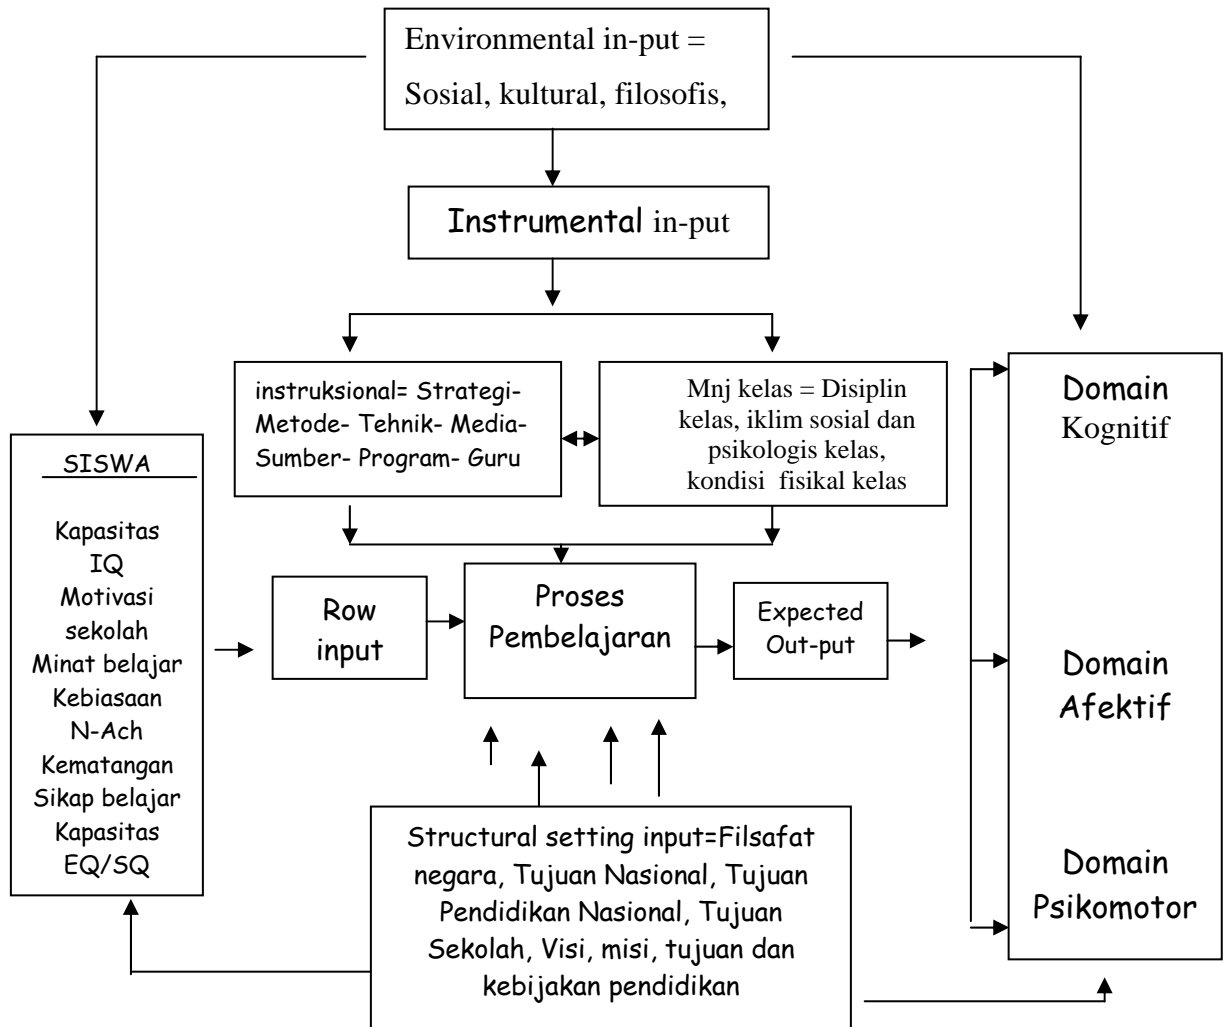 Environmental in-put =
Sosial, kultural, filosofis,
Instrumental in-put
instruksional= Strategi-
Metode- Tehnik- Media-
Sumber- Program- Guru
Mnj kelas = Disiplin
kelas, iklim sosial dan
psikologis kelas,
kondisi fisikal kelas
SISWA
Kapasitas
IQ
Motivasi
sekolah
Minat belajar
Kebiasaan
N-Ach
Kematangan
Sikap belajar
Kapasitas
EQ/SQ
Row
input
Proses
Pembelajaran
Expected
Out-put
Domain
Kognitif
Domain
Afektif
Domain
Psikomotor
Structural setting input=Filsafat
negara, Tujuan Nasional, Tujuan
Pendidikan Nasional, Tujuan
Sekolah, Visi, misi, tujuan dan
kebijakan pendidikan